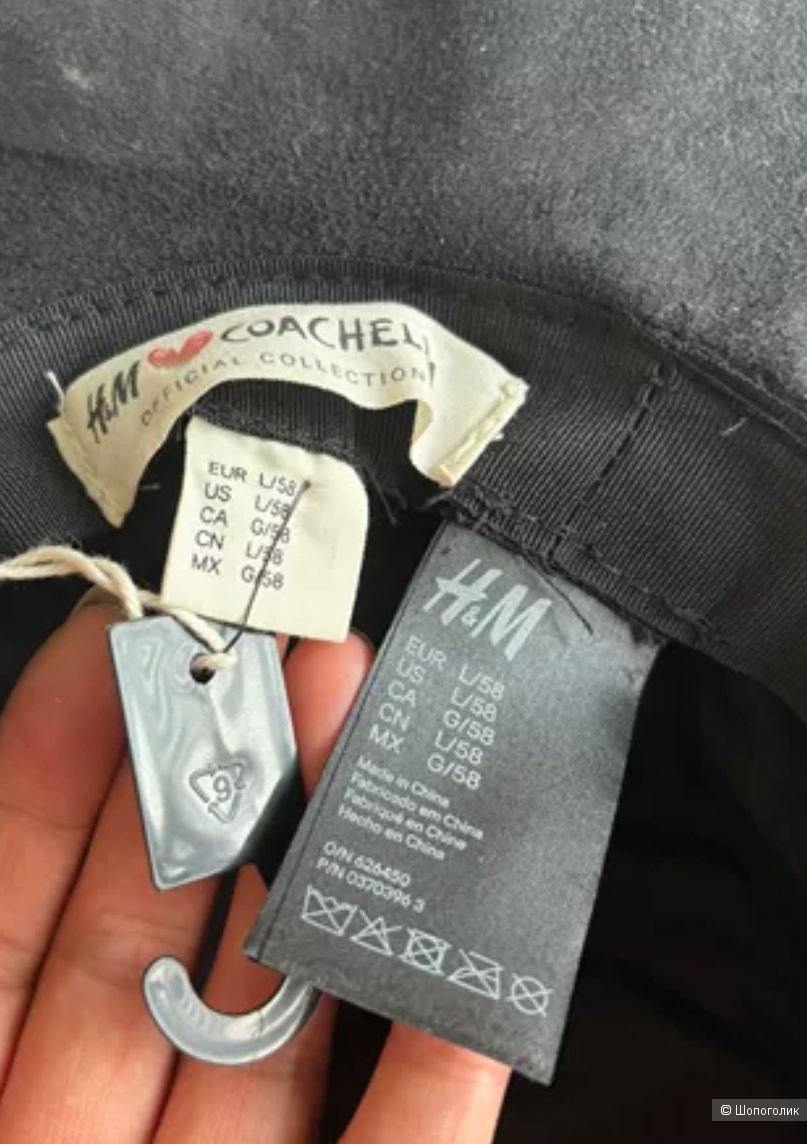 H&M COACHEL
OFFICIAL COLLECTION
EUR L/58
US L/58
CA G/58
CN L/58
MX G/58
9
H&M
EUR L/58
US L/58
CA G/58
CN L/58
MX G/58
Made in China
Fabricado em China
Fabriqué en Chine
Hecho en China
O/N 626450
P/N 0370396 3
© Шопоголик